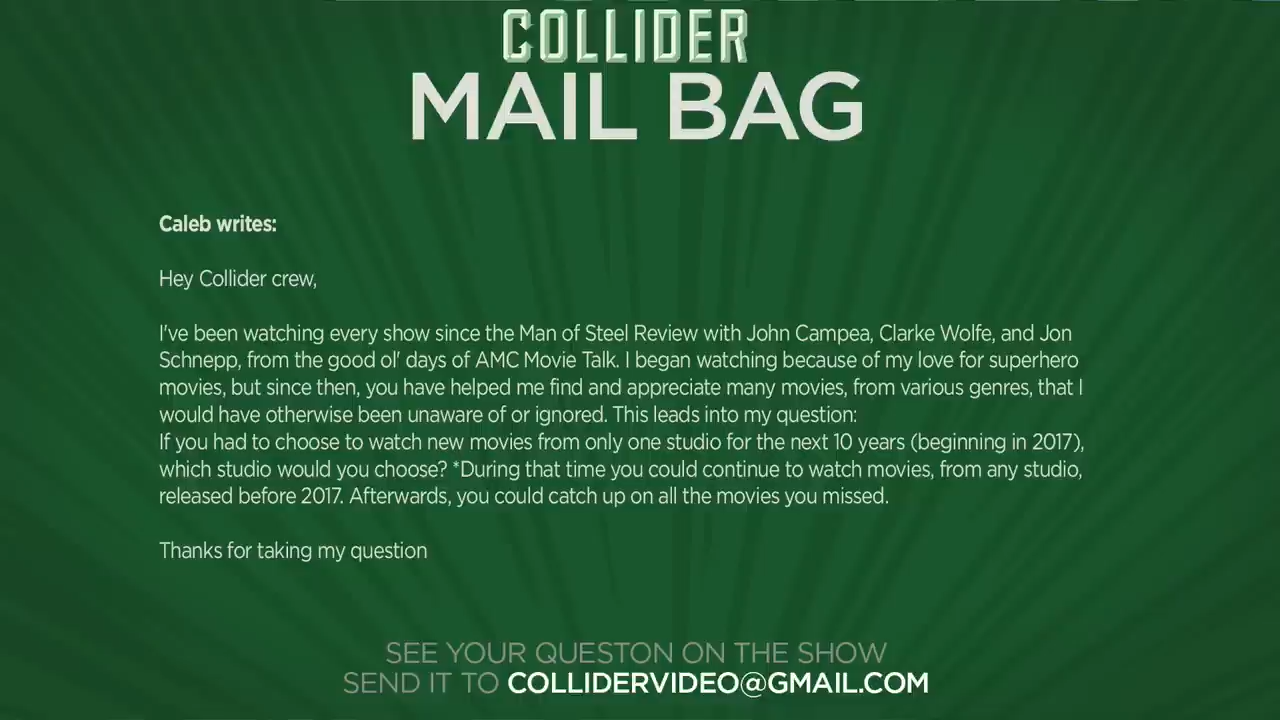 COLLIDER
MAIL BAG
Caleb writes:
Hey Collider crew,
I've been watching every show since the Man of Steel Review with John Campea, Clarke Wolfe, and Jon
Schnepp, from the good ol' days of AMC Movie Talk. I began watching because of my love for superhero
movies, but since then, you have helped me find and appreciate many movies, from various genres, that I
would have otherwise been unaware of or ignored. This leads into my question:
If you had to choose to watch new movies from only one studio for the next 10 years (beginning in 2017),
which studio would you choose? *During that time you could continue to watch movies, from any studio,
released before 2017. Afterwards, you could catch up on all the movies you missed.
Thanks for taking my question
SEE YOUR QUESTON ON THE SHOW
SEND IT TO COLLIDERVIDEO@GMAIL.COM